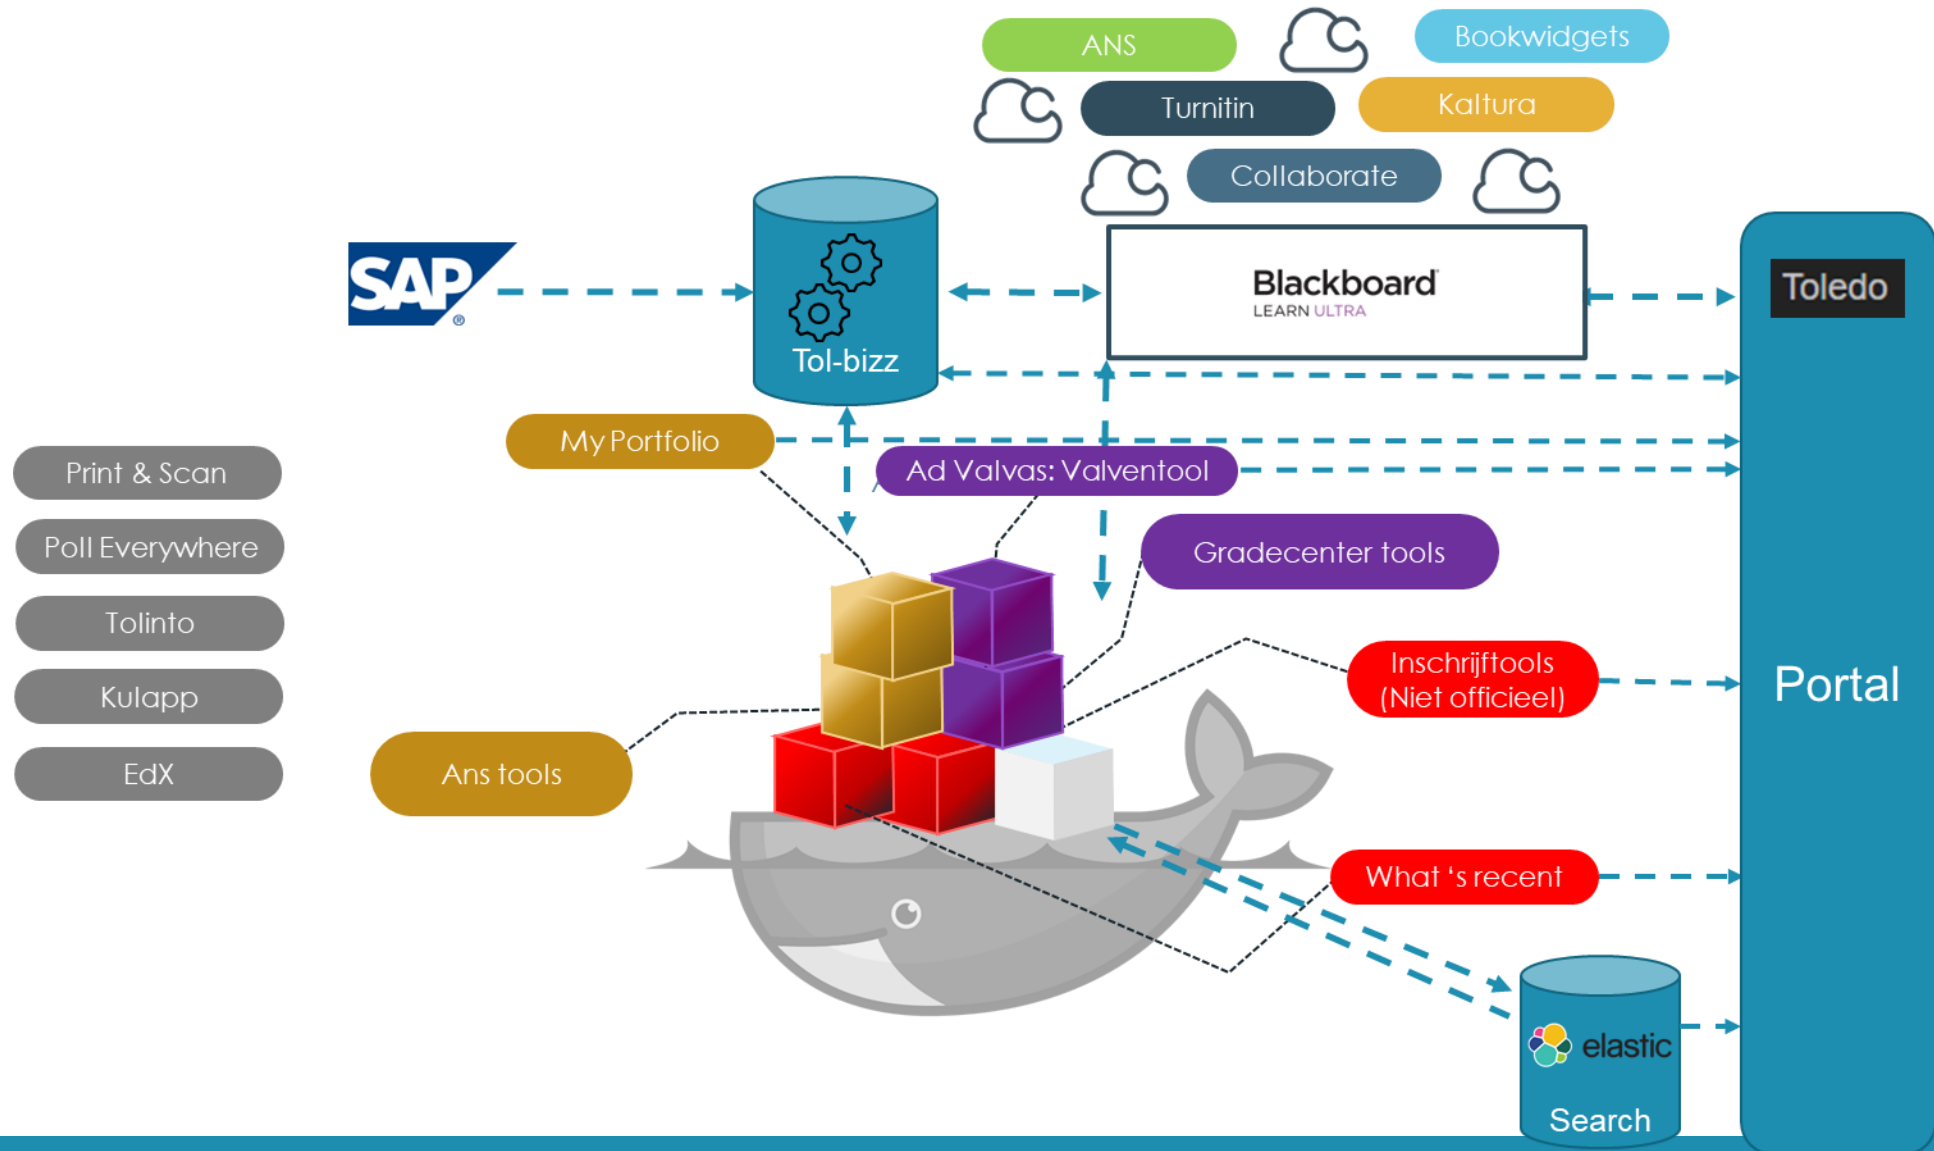 ANS
Bookwidgets
Turnitin
Kaltura
Collaborate
SAP
®
Tol-bizz
Blackboard
LEARN ULTRA
Toledo
My Portfolio
Ad Valvas: Valventool
Print & Scan
Poll Everywhere
Gradecenter tools
Tolinto
Inschrijftools
(Niet officieel)
Kulapp
Portal
EdX
Ans tools
What ‘s recent
elastic
Search